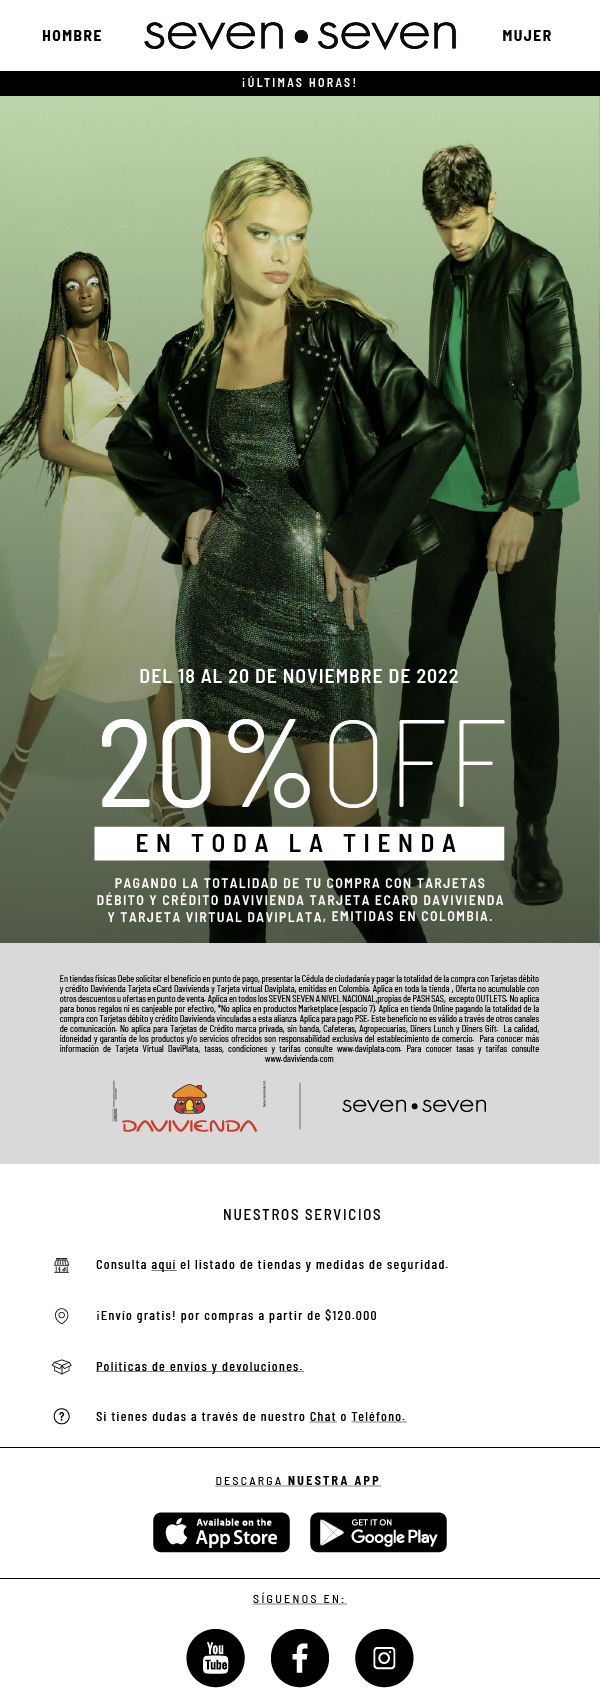 HOMBRE
seven•seven
MUJER
¡ÚLTIMAS HORAS!
DEL 18 AL 20 DE NOVIEMBRE DE 2022
20%OFF
EN TODA LA TIENDA
PAGANDO LA TOTALIDAD DE TU COMPRA CON TARJETAS
DÉBITO Y CRÉDITO DAVIVIENDA TARJETA ECARD DAVIVIENDA
Y TARJETA VIRTUAL DAVIPLATA, EMITIDAS EN COLOMBIA.
En tiendas físicas Debe solicitar el beneficio en punto de pago, presentar la Cédula de ciudadanía y pagar la totalidad de la compra con Tarjetas débito
y crédito Davivienda Tarjeta eCard Davivienda y Tarjeta virtual Daviplata, emitidas en Colombia. Aplica en toda la tienda , Oferta no acumulable con
otros descuentos u ofertas en punto de venta. Aplica en todos los SEVEN SEVEN A NIVEL NACIONAL,propias de PASH SAS, excepto OUTLETS. No aplica
para bonos regalos ni es canjeable por efectivo, *No aplica en productos Marketplace (espacio 7). Aplica en tienda Online pagando la totalidad de la
compra con Tarjetas débito y crédito Davivienda vinculadas a esta alianza. Aplica para pago PSE. Este beneficio no es válido a través de otros canales
de comunicación. No aplica para Tarjetas de Crédito marca privada, sin banda, Cafeteras, Agropecuarias, Diners Lunch y Diners Gift. La calidad,
idoneidad y garantía de los productos y/o servicios ofrecidos son responsabilidad exclusiva del establecimiento de comercio. Para conocer más
información de Tarjeta Virtual DaviPlata, tasas, condiciones y tarifas consulte www.daviplata.com. Para conocer tasas y tarifas consulte
www.davivienda.com
DAVIVIENDA
seven•seven
NUESTROS SERVICIOS
Consulta aquí el listado de tiendas y medidas de seguridad.
¡Envío gratis! por compras a partir de $120.000
Políticas de envíos y devoluciones.
Si tienes dudas a través de nuestro Chat o Teléfono.
DESCARGA NUESTRA APP
Available on the
App Store
GET IT ON
Google Play
SÍGUENOS EN:
You
Tube